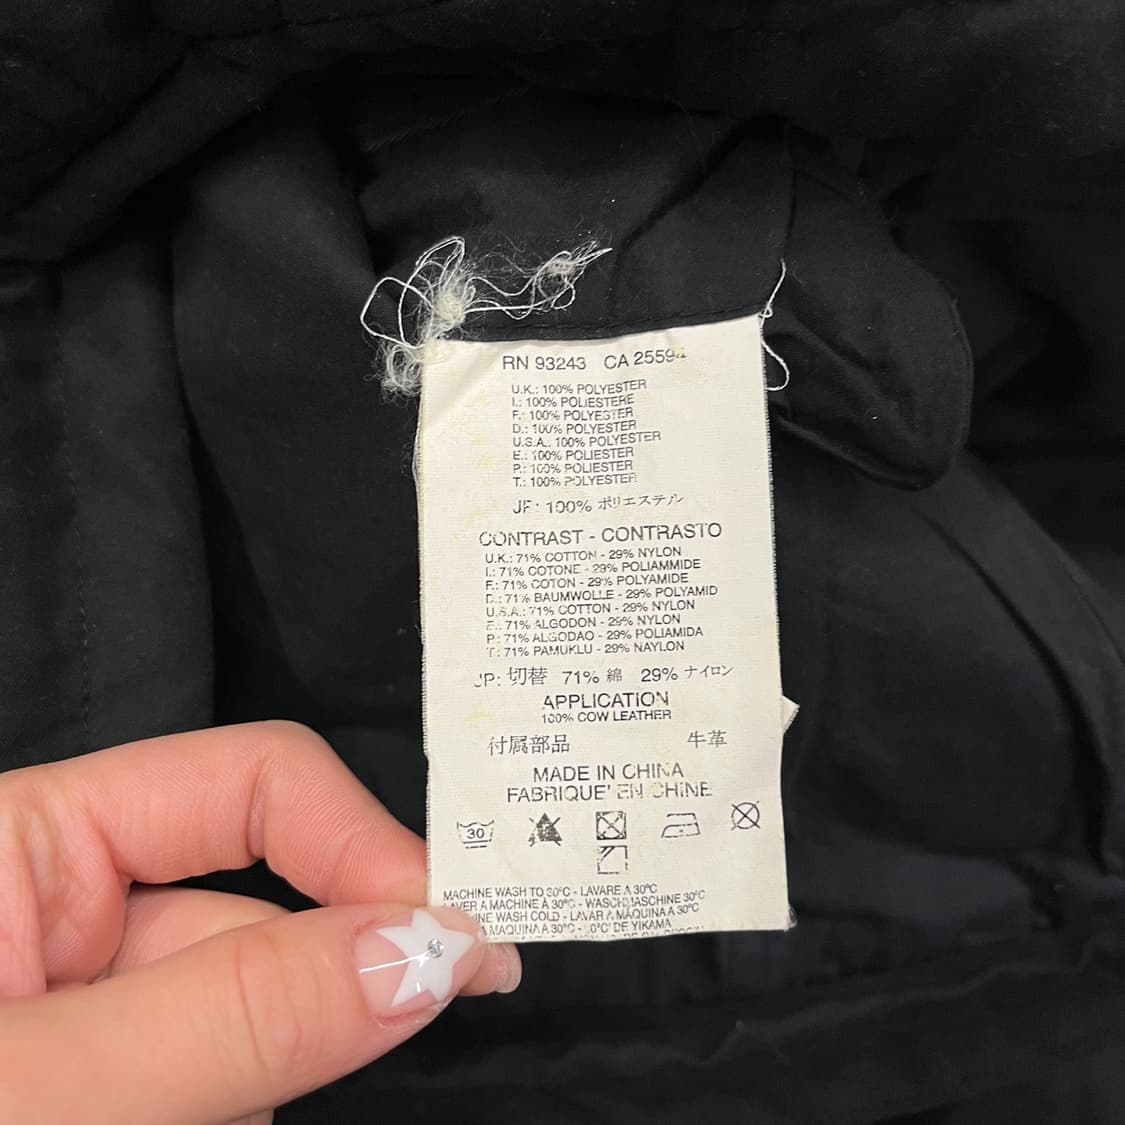 RN 93243 CA 25594
U.K.: 100% POLYESTER
I.: 100% POLIESTERE
F.: 100% POLYESTER
D.: 100% POLYESTER
U.S.A.: 100% POLYESTER
E.: 100% POLIESTER
P.: 100% POLIESTER
T.: 100% POLYESTER
JP: 100% ポリエステル
CONTRAST - CONTRASTO
U.K.: 71% COTTON - 29% NYLON
I.: 71% COTONE - 29% POLIAMMIDE
F.: 71% COTON - 29% POLYAMIDE
D.: 71% BAUMWOLLE - 29% POLYAMID
U.S.A.: 71% COTTON - 29% NYLON
E.: 71% ALGODON - 29% NYLON
P.: 71% ALGODAO - 29% POLIAMIDA
T.: 71% PAMUKLU - 29% NAYLON
JP: 切替 71% 綿 29% ナイロン
APPLICATION
100% COW LEATHER
付属部品 牛革
MADE IN CHINA
FABRIQUE' EN CHINE
30
MACHINE WASH TO 30°C - LAVARE A 30°C
LAVER A MACHINE À 30°C - WASCHMASCHINE 30°C
WASH COLD - LAVAR A MÁQUINA A 30°C
A MAQUINA A 30°C - 30°C' DE YIKAMA